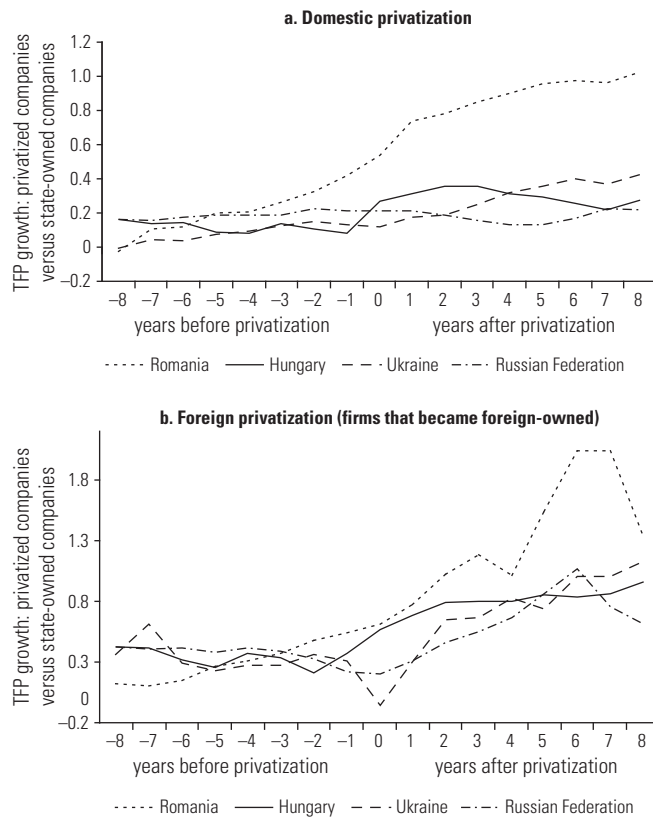 a. Domestic privatization
TFP growth: privatized companies
versus state-owned companies
1.2
1.0
0.8
0.6
0.4
0.2
0
−0.2
−8 −7 −6 −5 −4 −3 −2 −1 0 1 2 3 4 5 6 7 8
years before privatization years after privatization
Romania Hungary Ukraine Russian Federation
b. Foreign privatization (firms that became foreign-owned)
TFP growth: privatized companies
versus state-owned companies
1.8
1.3
0.8
0.3
0
−0.2
−8 −7 −6 −5 −4 −3 −2 −1 0 1 2 3 4 5 6 7 8
years before privatization years after privatization
Romania Hungary Ukraine Russian Federation